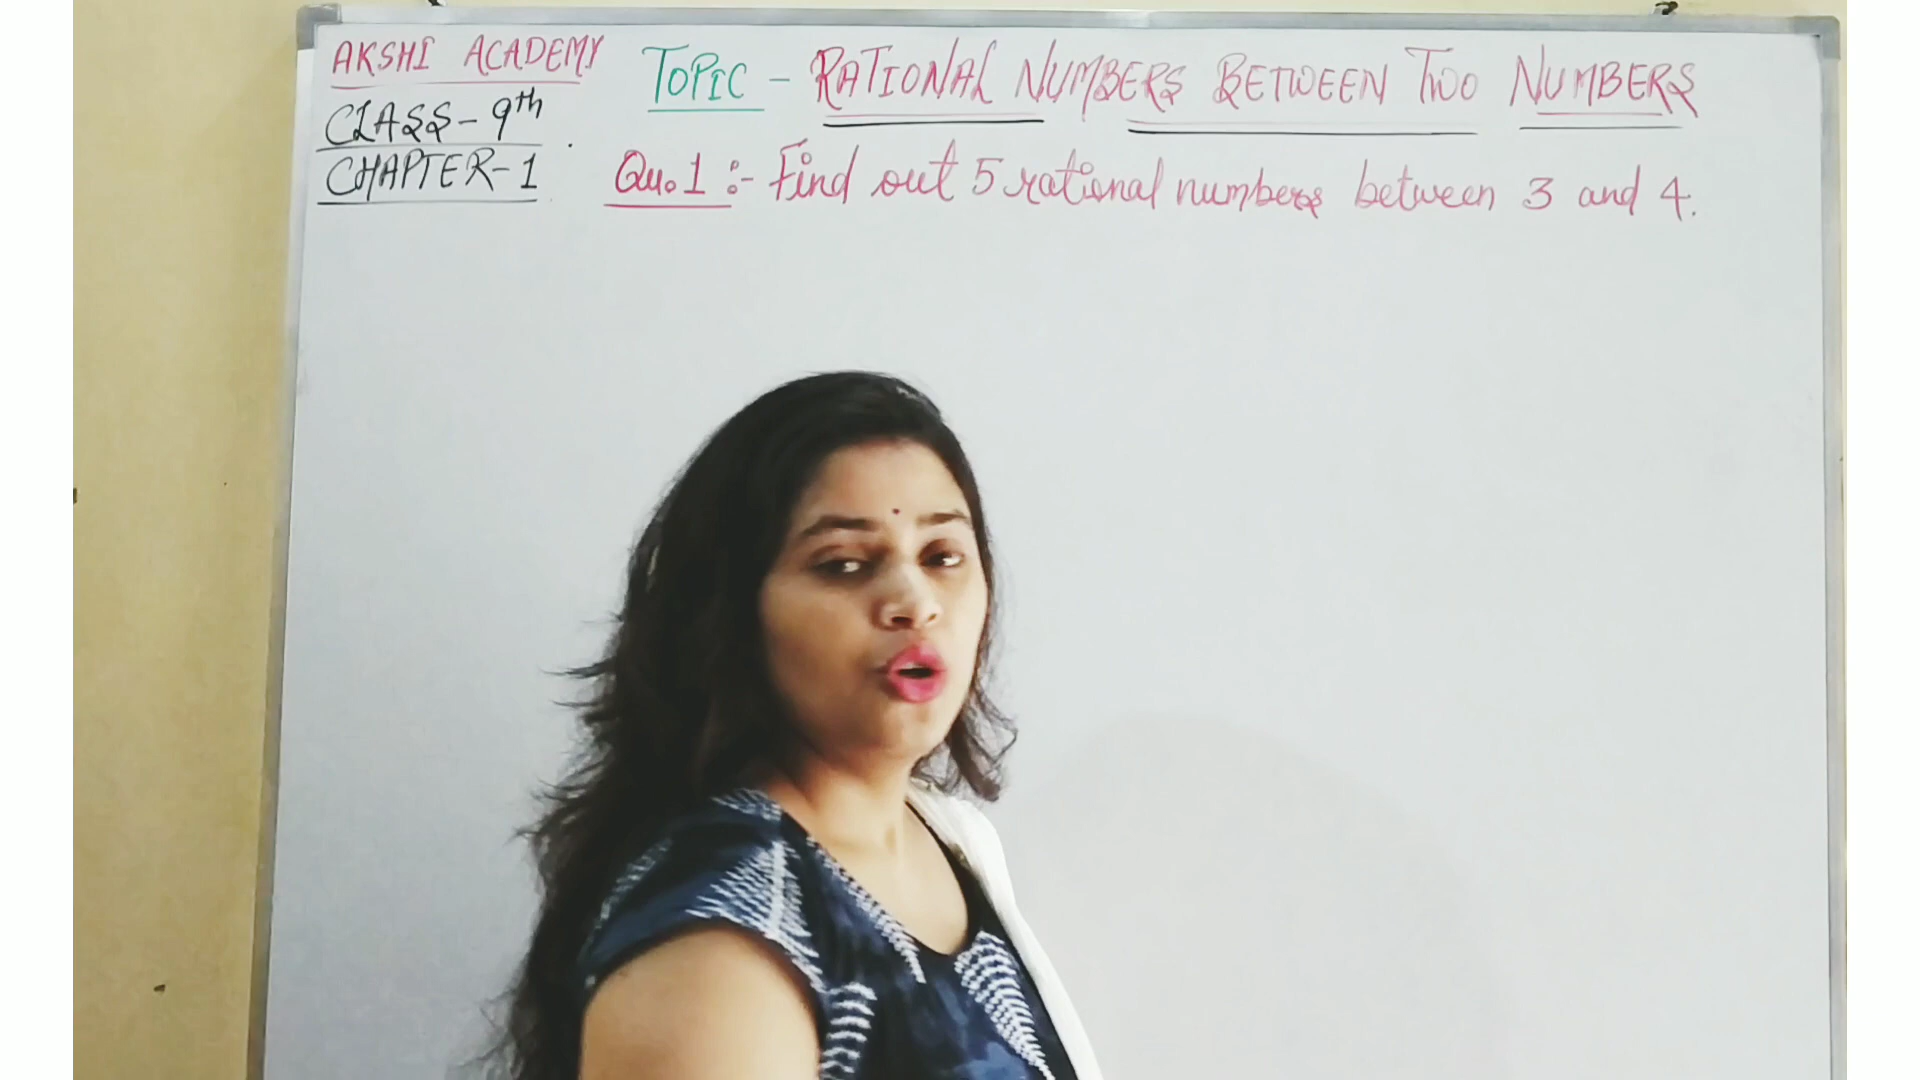 AKSHI ACADEMY
CLASS - 9th
CHAPTER - 1
TOPIC - RATIONAL NUMBERS BETWEEN TWO NUMBERS
Qu. 1 :- Find out 5 rational numbers between 3 and 4.